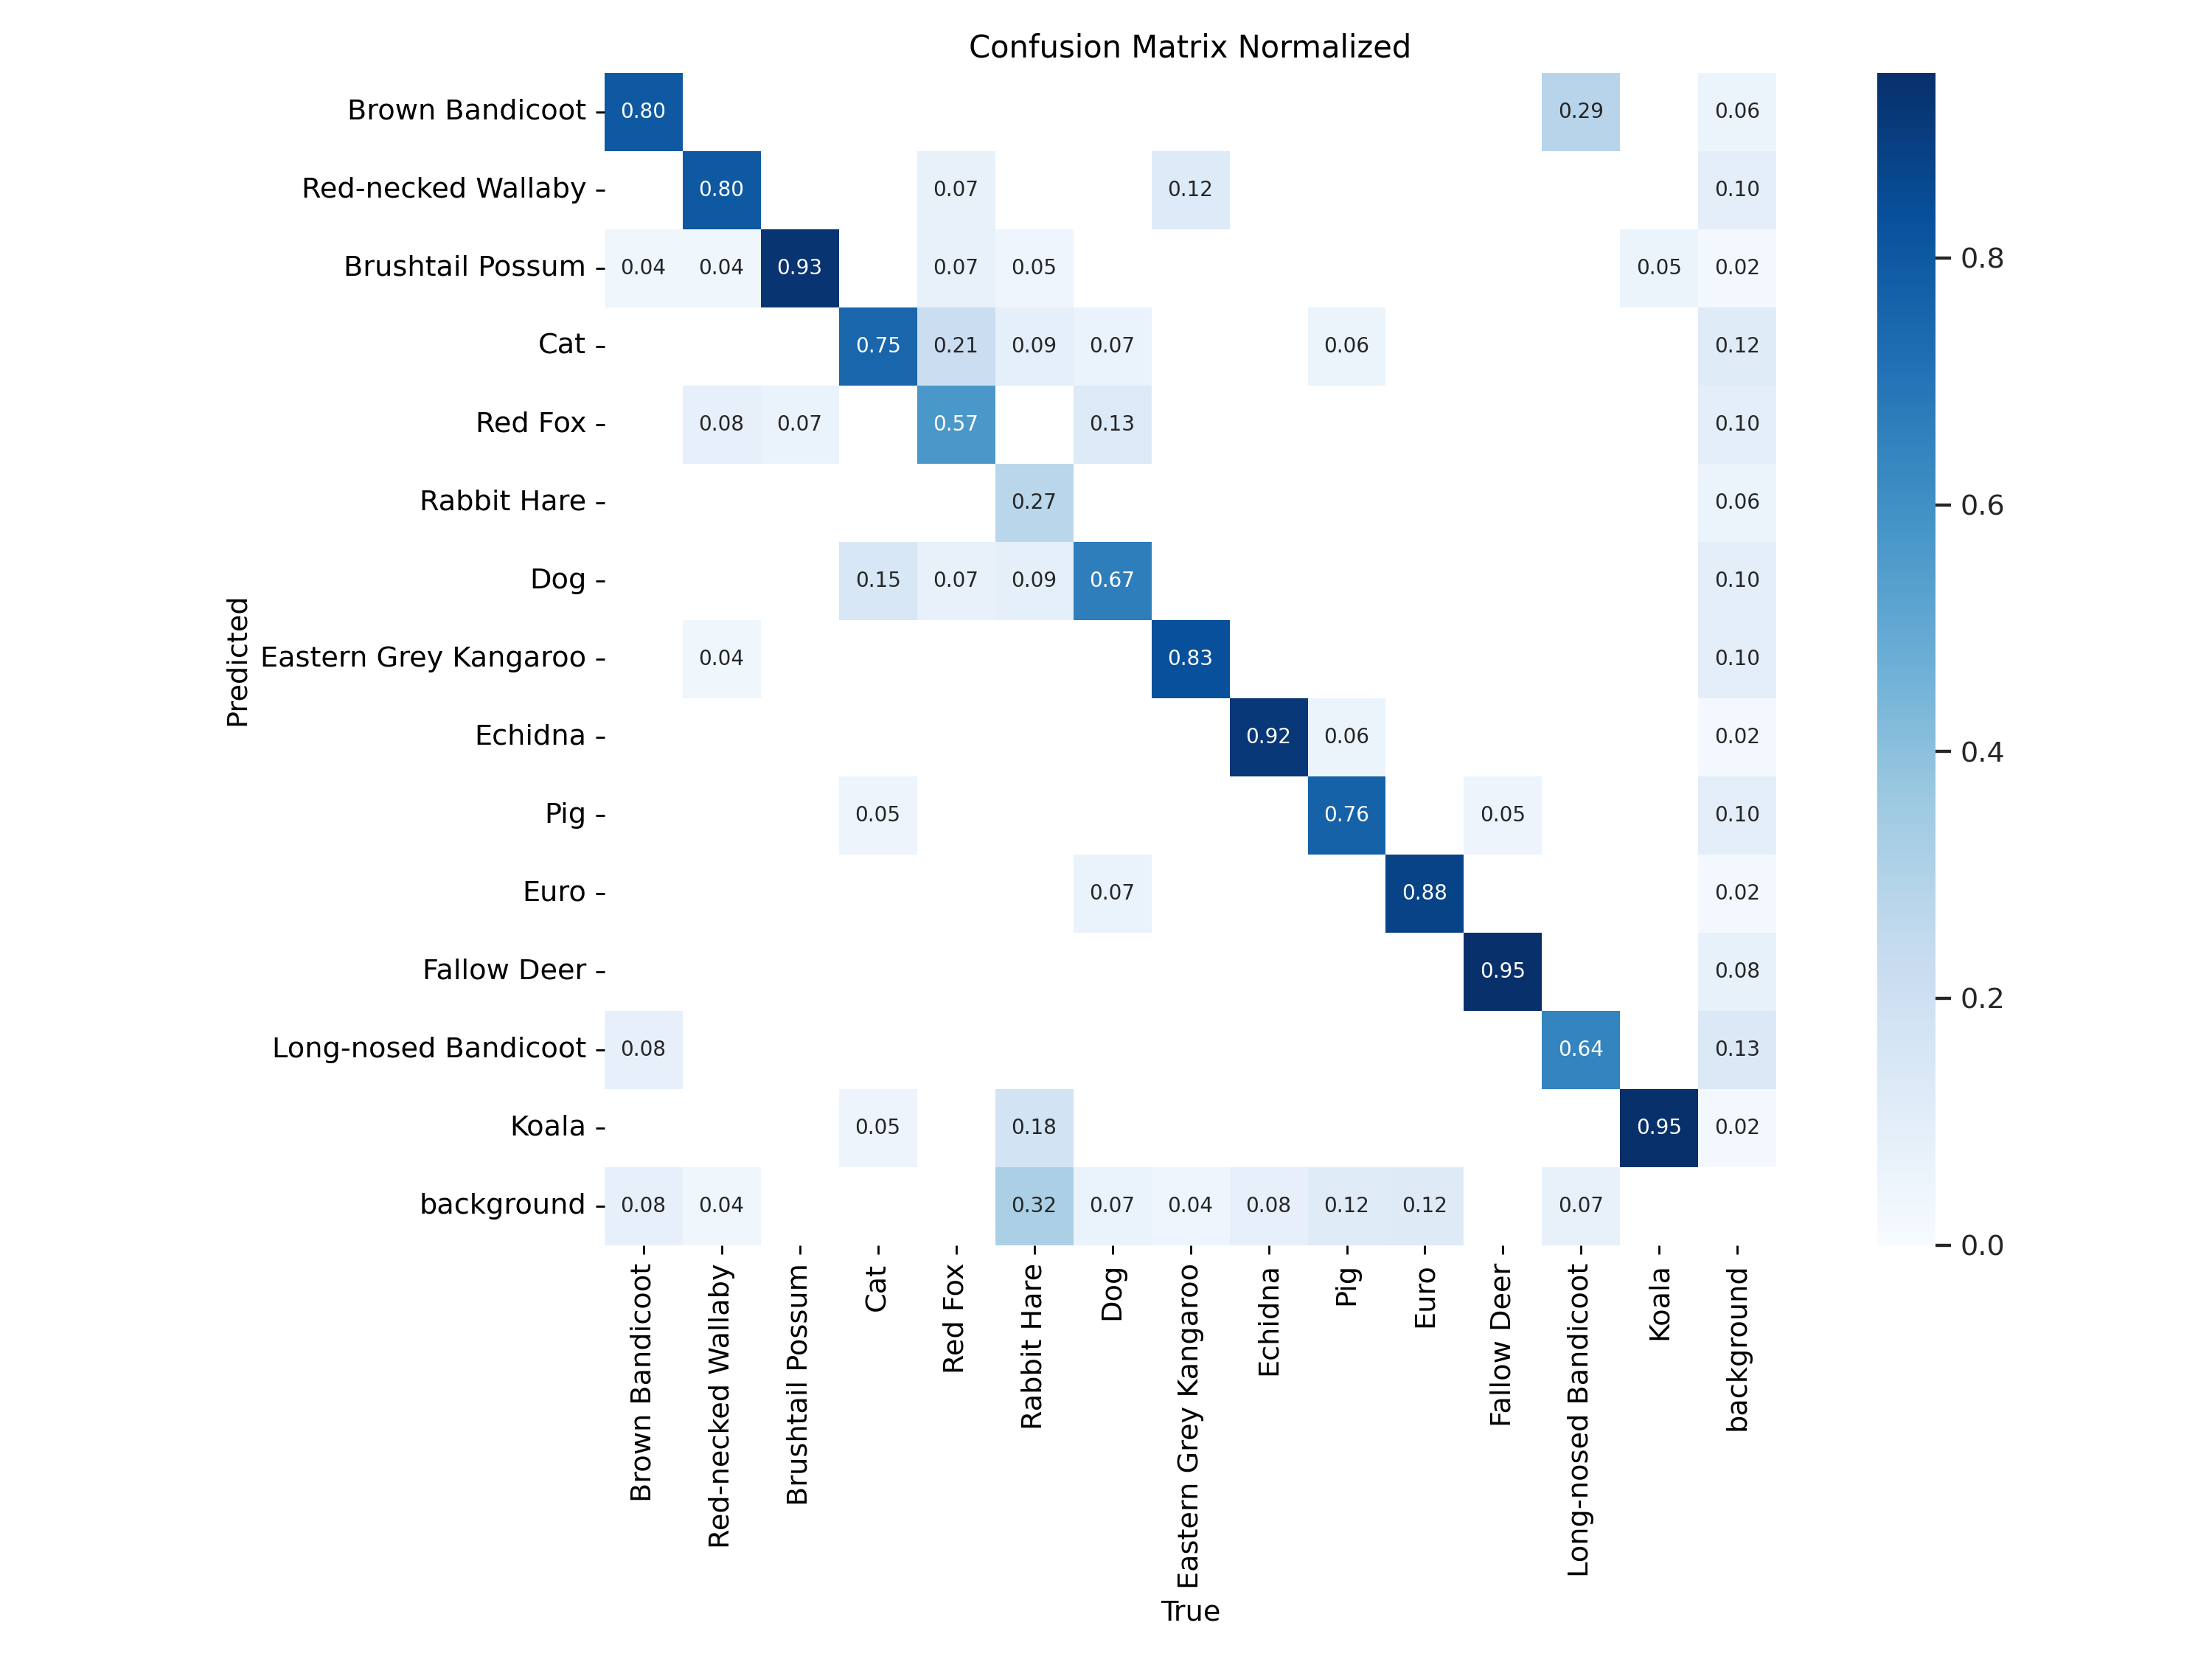 Confusion Matrix Normalized
Predicted
Brown Bandicoot 0.80 0.29 0.06
Red-necked Wallaby 0.80 0.07 0.12 0.10
Brushtail Possum 0.04 0.04 0.93 0.07 0.05 0.05 0.02
Cat 0.75 0.21 0.09 0.07 0.06 0.12
Red Fox 0.08 0.07 0.57 0.13 0.10
Rabbit Hare 0.27 0.06
Dog 0.15 0.07 0.09 0.67 0.10
Eastern Grey Kangaroo 0.04 0.83 0.10
Echidna 0.92 0.06 0.02
Pig 0.05 0.76 0.05 0.10
Euro 0.07 0.88 0.02
Fallow Deer 0.95 0.08
Long-nosed Bandicoot 0.08 0.64 0.13
Koala 0.05 0.18 0.95 0.02
background 0.08 0.04 0.32 0.07 0.04 0.08 0.12 0.12 0.07
Brown Bandicoot
Red-necked Wallaby
Brushtail Possum
Cat
Red Fox
Rabbit Hare
Dog
Eastern Grey Kangaroo
Echidna
Pig
Euro
Fallow Deer
Long-nosed Bandicoot
Koala
background
True
0.8
0.6
0.4
0.2
0.0